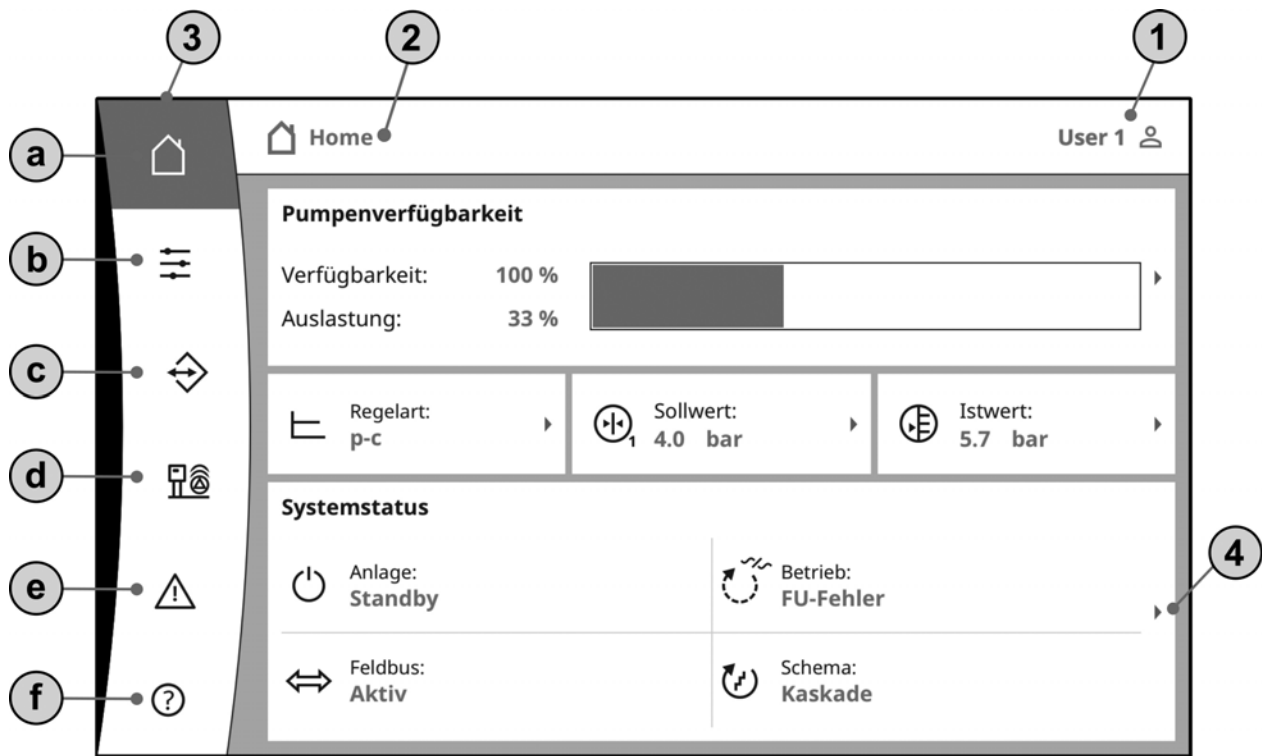 3
2
1
a
Home
User 1
Pumpenverfügbarkeit
b
Verfügbarkeit: 100 %
Auslastung: 33 %
c
Regelart:
p-c
Sollwert:
1 4.0 bar
Istwert:
5.7 bar
d
Systemstatus
4
e
Anlage:
Standby
Betrieb:
FU-Fehler
f
?
Feldbus:
Aktiv
Schema:
Kaskade